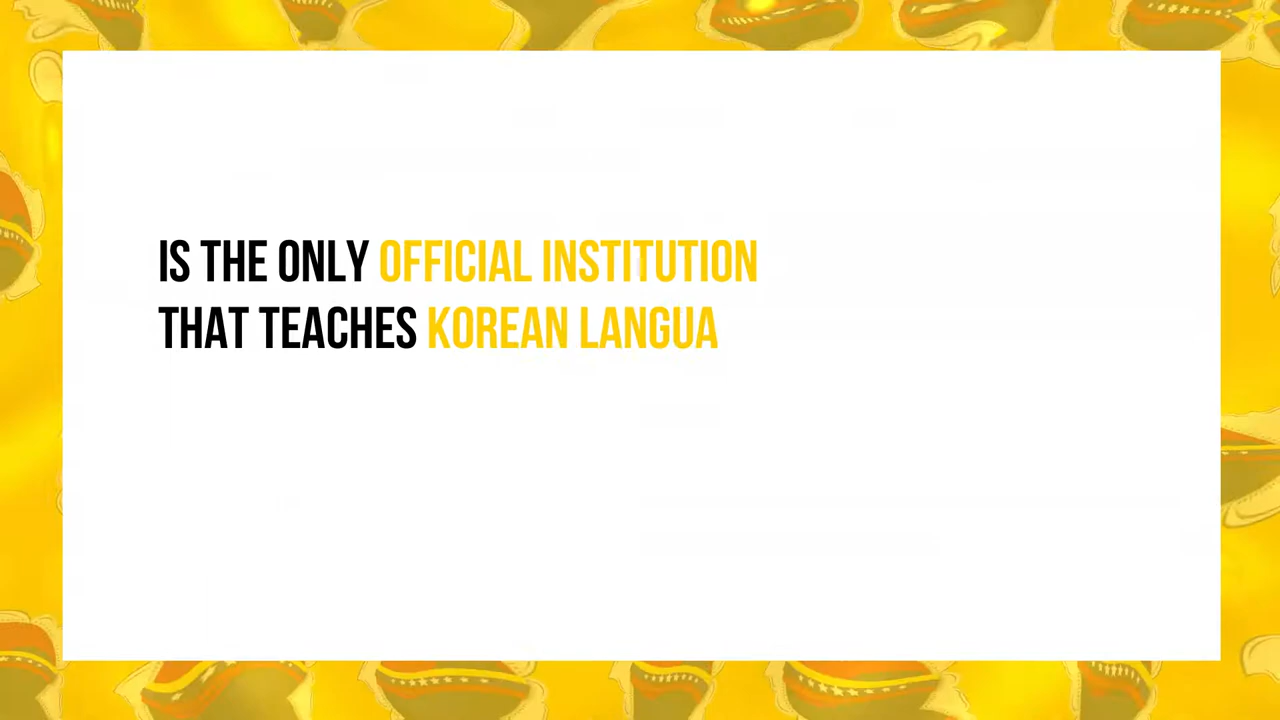 IS THE ONLY OFFICIAL INSTITUTION
THAT TEACHES KOREAN LANGUA